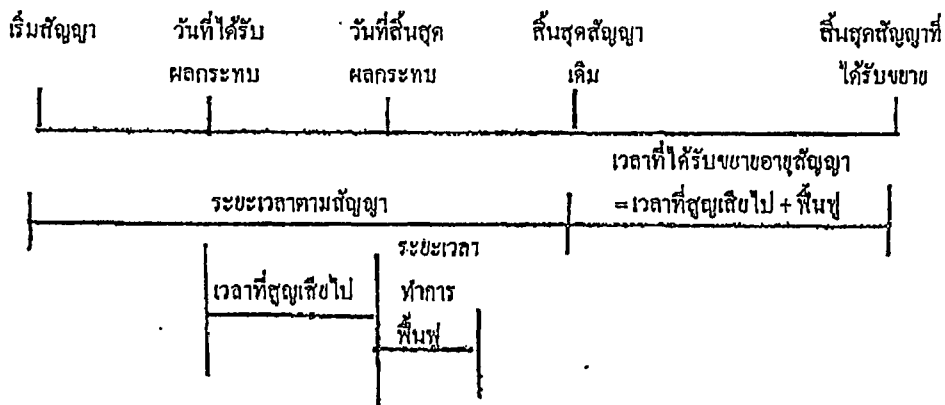 เริ่มสัญญา วันที่ได้รับ วันที่สิ้นสุด สิ้นสุดสัญญา สิ้นสุดสัญญาที่
ผลกระทบ ผลกระทบ เดิม ได้รับขยาย
เวลาที่ได้รับขยายอายุสัญญา
ระยะเวลาตามสัญญา =เวลาที่สูญเสียไป + ฟื้นฟู
ระยะเวลา
เวลาที่สูญเสียไป ทำการ
ฟื้นฟู